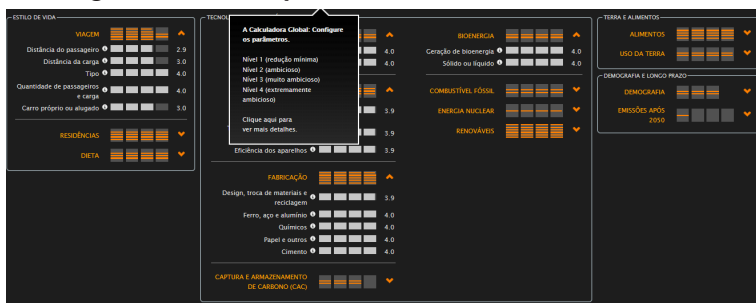 ESTILO DE VIDA
VIAGEM
Distância do passageiro 2.9
Distância da carga 3.0
Tipo 4.0
Quantidade de passageiros
e carga 4.0
Carro próprio ou alugado 3.0
RESIDÊNCIAS
DIETA
A Calculadora Global: Configure
os parâmetros.
Nível 1 (redução mínima)
Nível 2 (ambicioso)
Nível 3 (muito ambicioso)
Nível 4 (extremamente
ambicioso)
Clique aqui para
ver mais detalhes.
4.0
4.0
3.9
3.9
Eficiência dos aparelhos 3.9
FABRICAÇÃO
Design, troca de materiais e
reciclagem 3.9
Ferro, aço e alumínio 4.0
Químicos 4.0
Papel e outros 4.0
Cimento 4.0
CAPTURA E ARMAZENAMENTO
DE CARBONO (CAC)
BIOENERGIA
Geração de bioenergia 4.0
Sólido ou líquido 4.0
COMBUSTÍVEL FÓSSIL
ENERGIA NUCLEAR
RENOVÁVEIS
TERRA E ALIMENTOS
ALIMENTOS
USO DA TERRA
DEMOGRAFIA E LONGO PRAZO
DEMOGRAFIA
EMISSÕES APÓS
2050